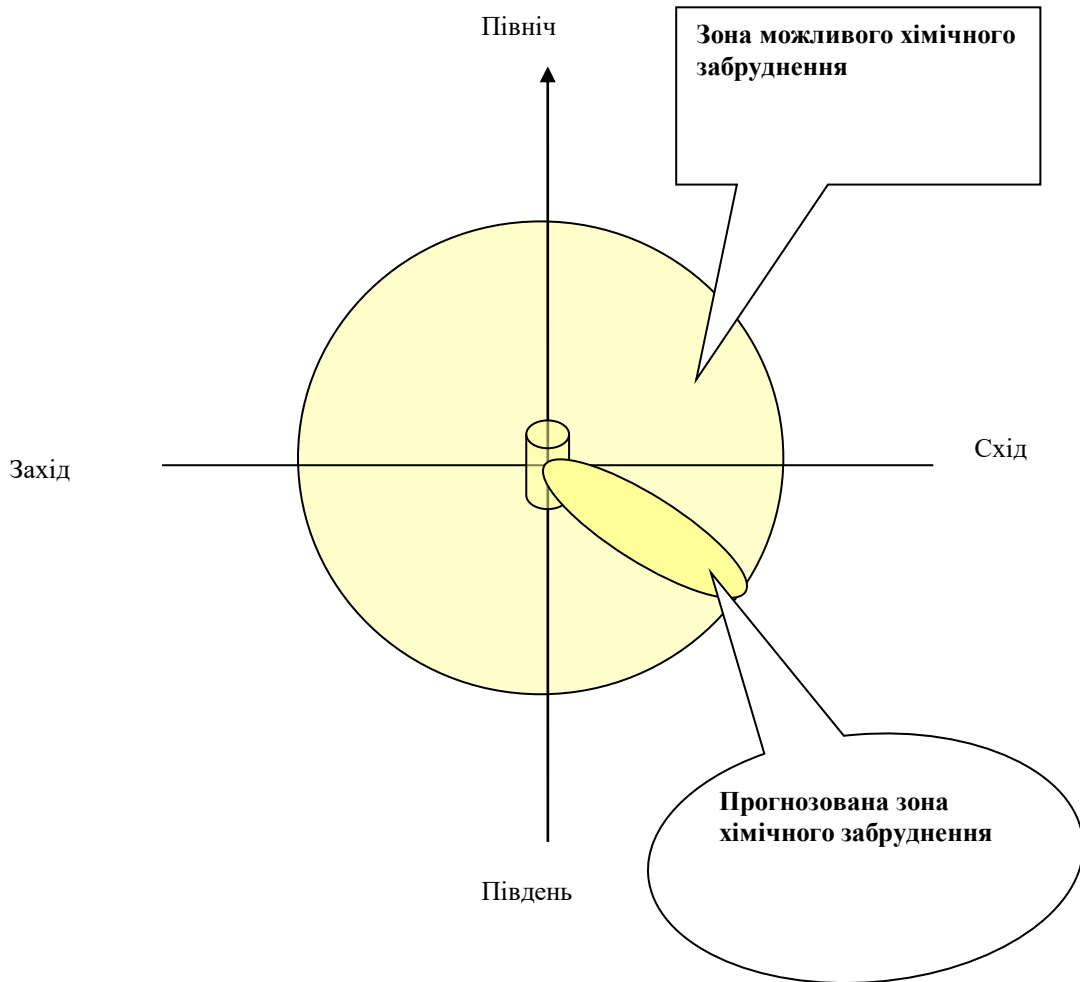 Північ
Зона можливого хімічного
забруднення
Захід
Схід
Прогнозована зона
хімічного забруднення
Південь